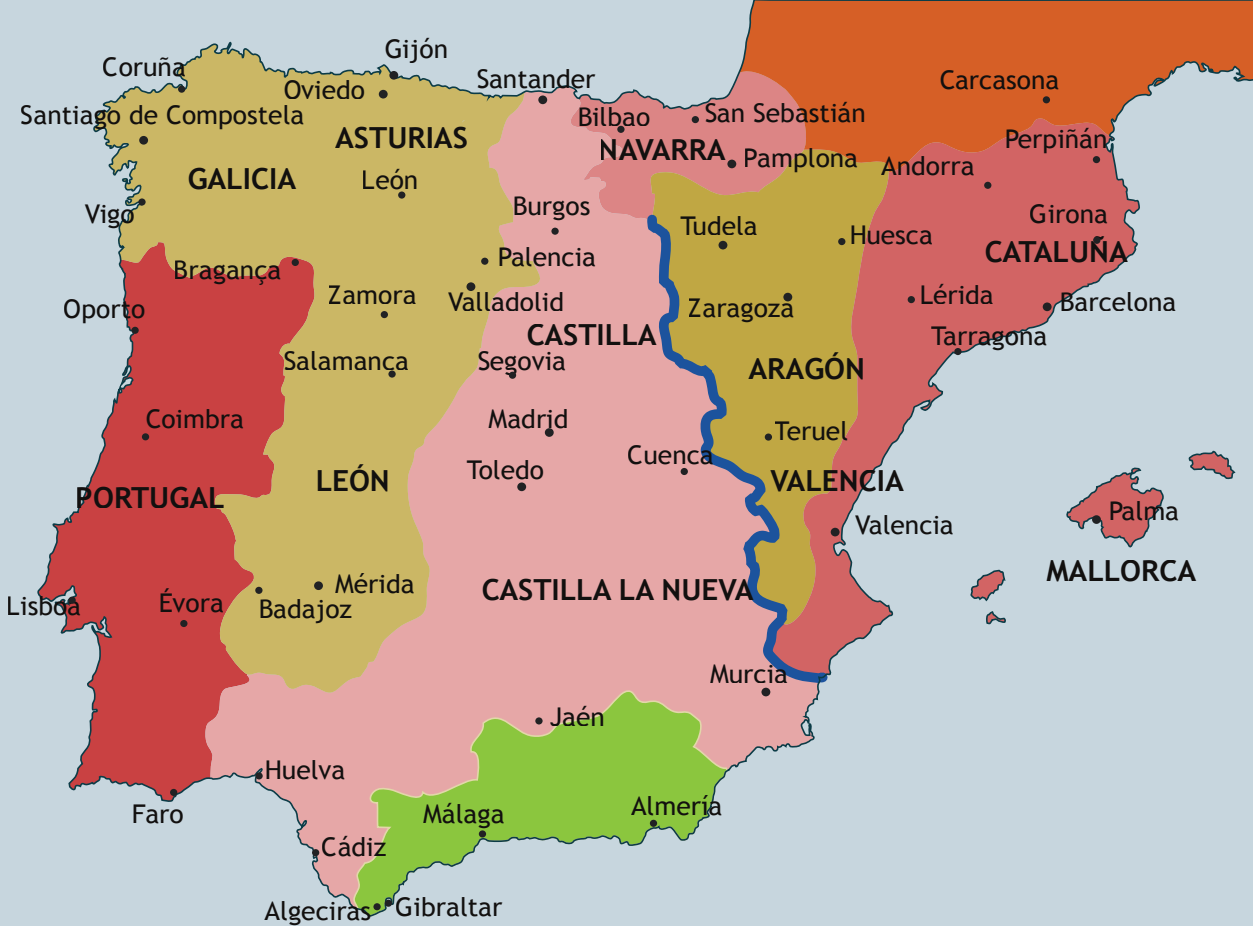 Gijón
Coruña
Oviedo
Santander
Carcasona
Santiago de Compostela
ASTURIAS
Bilbao
San Sebastián
Perpiñán
NAVARRA
Pamplona
Andorra
GALICIA
León
Vigo
Burgos
Tudela
Huesca
Girona
CATALUÑA
Bragança
Palencia
Zamora
Valladolid
Oporto
Zaragoza
Lérida
Barcelona
CASTILLA
Tarragona
Salamança
Segovia
ARAGÓN
Coimbra
Madrid
Teruel
Toledo
Cuenca
LEÓN
VALENCIA
PORTUGAL
Valencia
Palma
MALLORCA
Mérida
CASTILLA LA NUEVA
Lisboa
Évora
Badajoz
Murcia
Jaén
Huelva
Faro
Málaga
Almería
Cádiz
Algeciras
Gibraltar